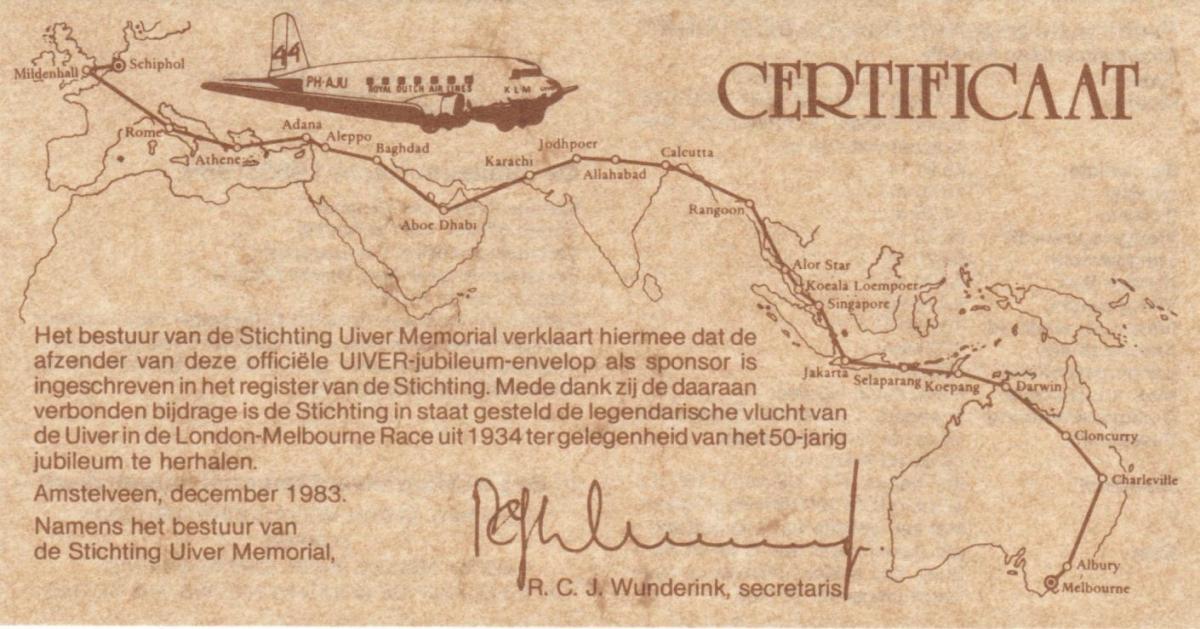 CERTIFICAAT
44
PH-AJU
ROYAL DUTCH AIR LINES
KLM
Mildenhall
Schiphol
Rome
Athene
Adana
Aleppo
Baghdad
Aboe Dhabi
Karachi
Jodhpoer
Allahabad
Calcutta
Rangoon
Alor Star
Koeala Loempoer
Singapore
Jakarta
Selaparang
Koepang
Darwin
Cloncurry
Charleville
Albury
Melbourne
Het bestuur van de Stichting Uiver Memorial verklaart hiermee dat de
afzender van deze officiële UIVER-jubileum-envelop als sponsor is
ingeschreven in het register van de Stichting. Mede dank zij de daaraan
verbonden bijdrage is de Stichting in staat gesteld de legendarische vlucht van
de Uiver in de London-Melbourne Race uit 1934 ter gelegenheid van het 50-jarig
jubileum te herhalen.
Amstelveen, december 1983.
Namens het bestuur van
de Stichting Uiver Memorial,
R. C. J. Wunderink, secretaris